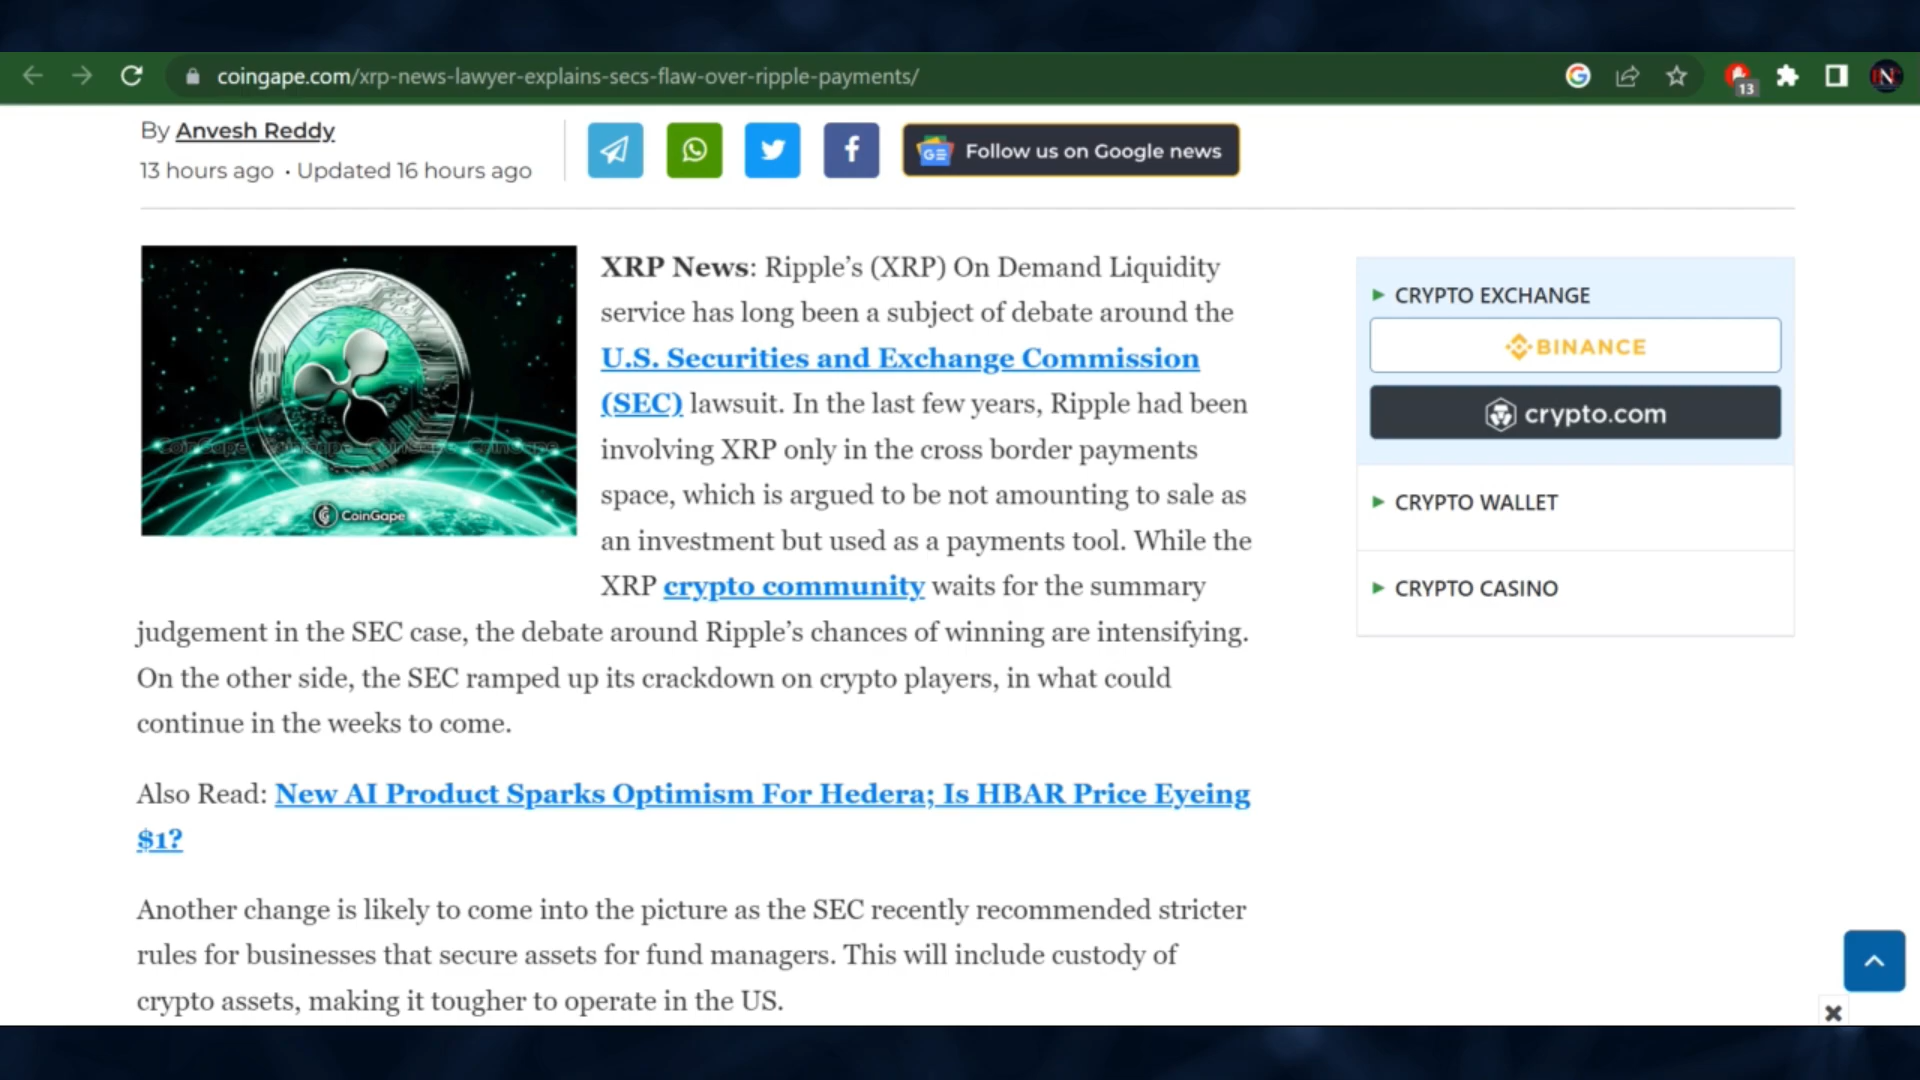 coingape.com/xrp-news-lawyer-explains-secs-flaw-over-ripple-payments/
13
N
By Anvesh Reddy
13 hours ago • Updated 16 hours ago
GE Follow us on Google news
CoinGape
XRP News: Ripple’s (XRP) On Demand Liquidity
service has long been a subject of debate around the
U.S. Securities and Exchange Commission
(SEC) lawsuit. In the last few years, Ripple had been
involving XRP only in the cross border payments
space, which is argued to be not amounting to sale as
an investment but used as a payments tool. While the
XRP crypto community waits for the summary
judgement in the SEC case, the debate around Ripple’s chances of winning are intensifying.
On the other side, the SEC ramped up its crackdown on crypto players, in what could
continue in the weeks to come.
Also Read: New AI Product Sparks Optimism For Hedera; Is HBAR Price Eyeing
$1?
Another change is likely to come into the picture as the SEC recently recommended stricter
rules for businesses that secure assets for fund managers. This will include custody of
crypto assets, making it tougher to operate in the US.
CRYPTO EXCHANGE
BINANCE
crypto.com
CRYPTO WALLET
CRYPTO CASINO